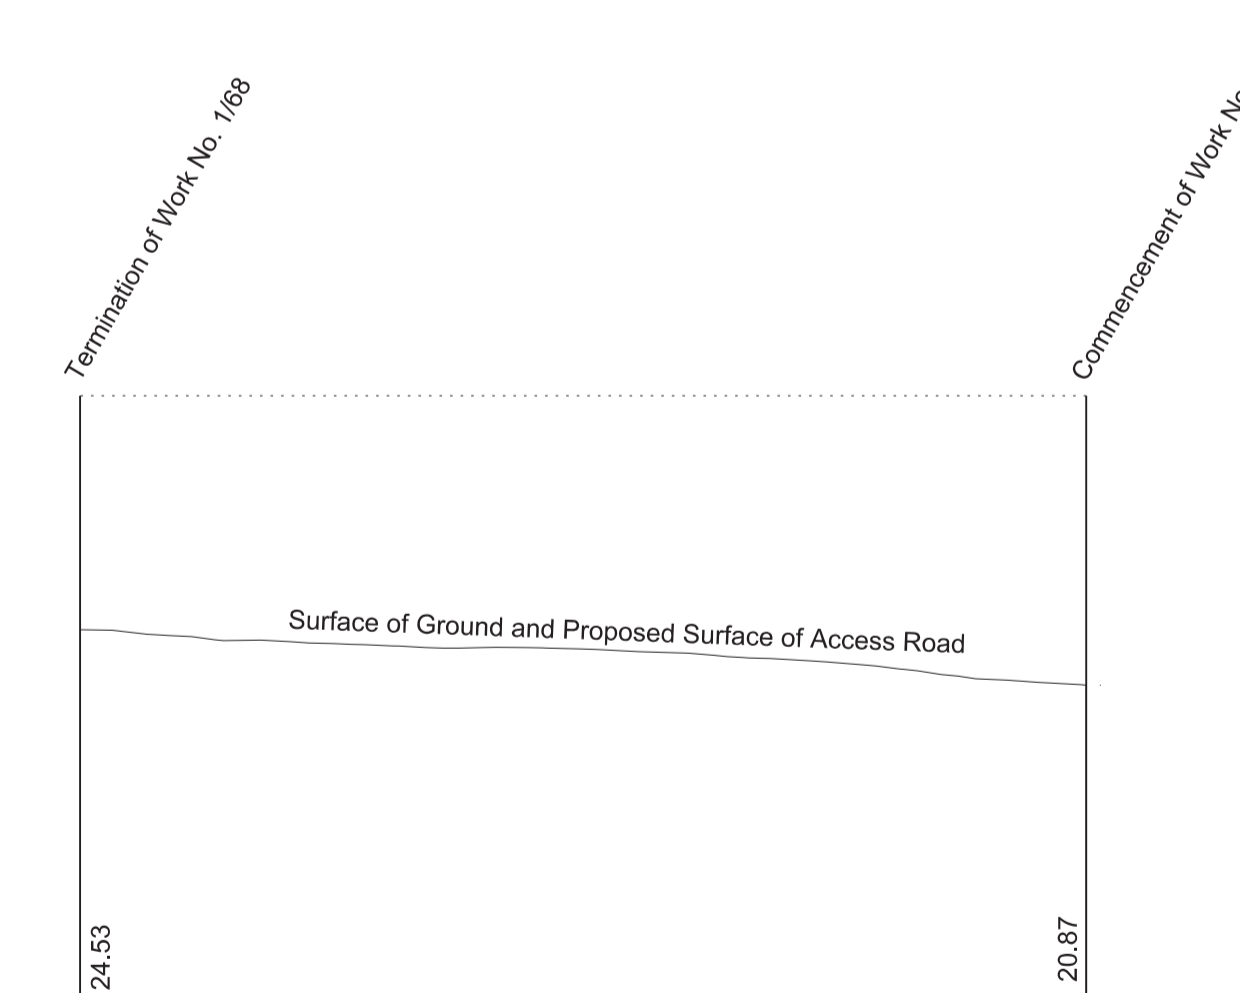 Termination of Work No. 1/68
Commencement of Work No
Surface of Ground and Proposed Surface of Access Road
24.53
20.87